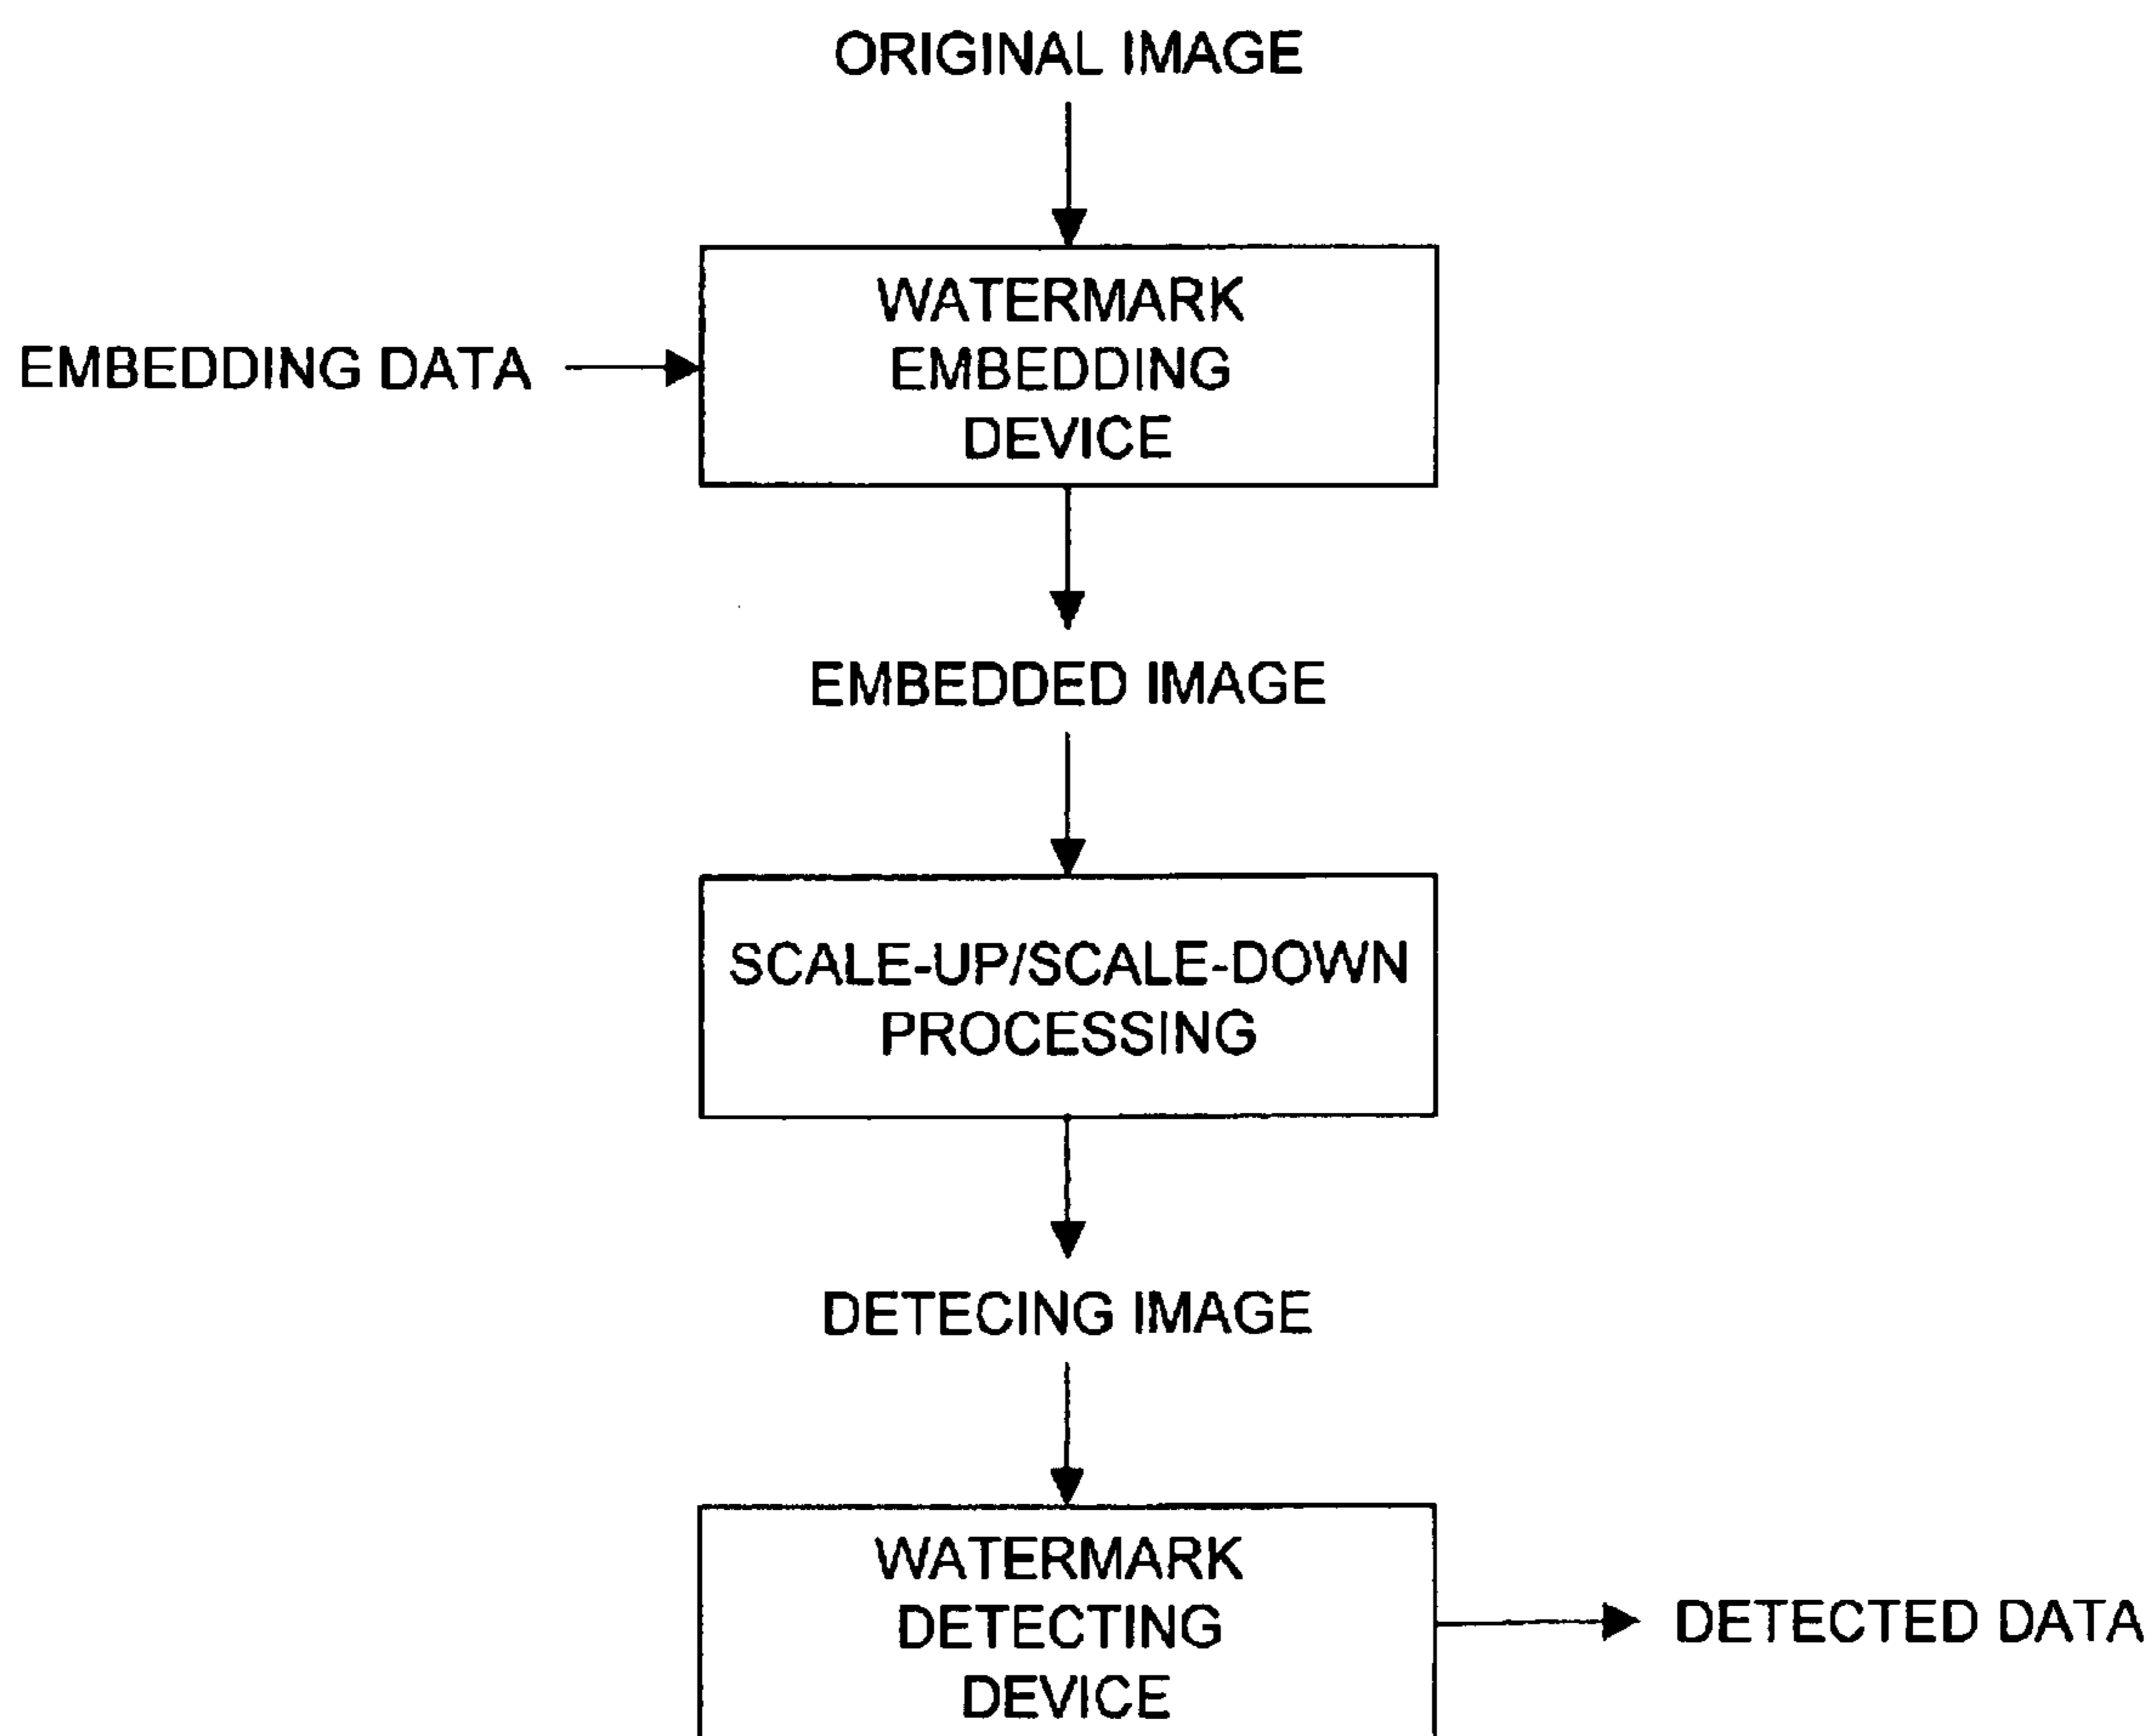 ORIGINAL IMAGE
WATERMARK
EMBEDDING DATA
EMBEDDING
DEVICE
EMBEDDED IMAGE
SCALE-UP/SCALE-DOWN
PROCESSING
DETECING IMAGE
WATERMARK
DETECTING
DETECTED DATA
DEVICE